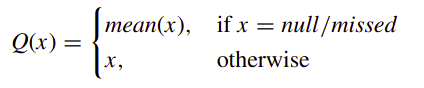 Q(x) = { mean(x), if x = null/missed
x, otherwise